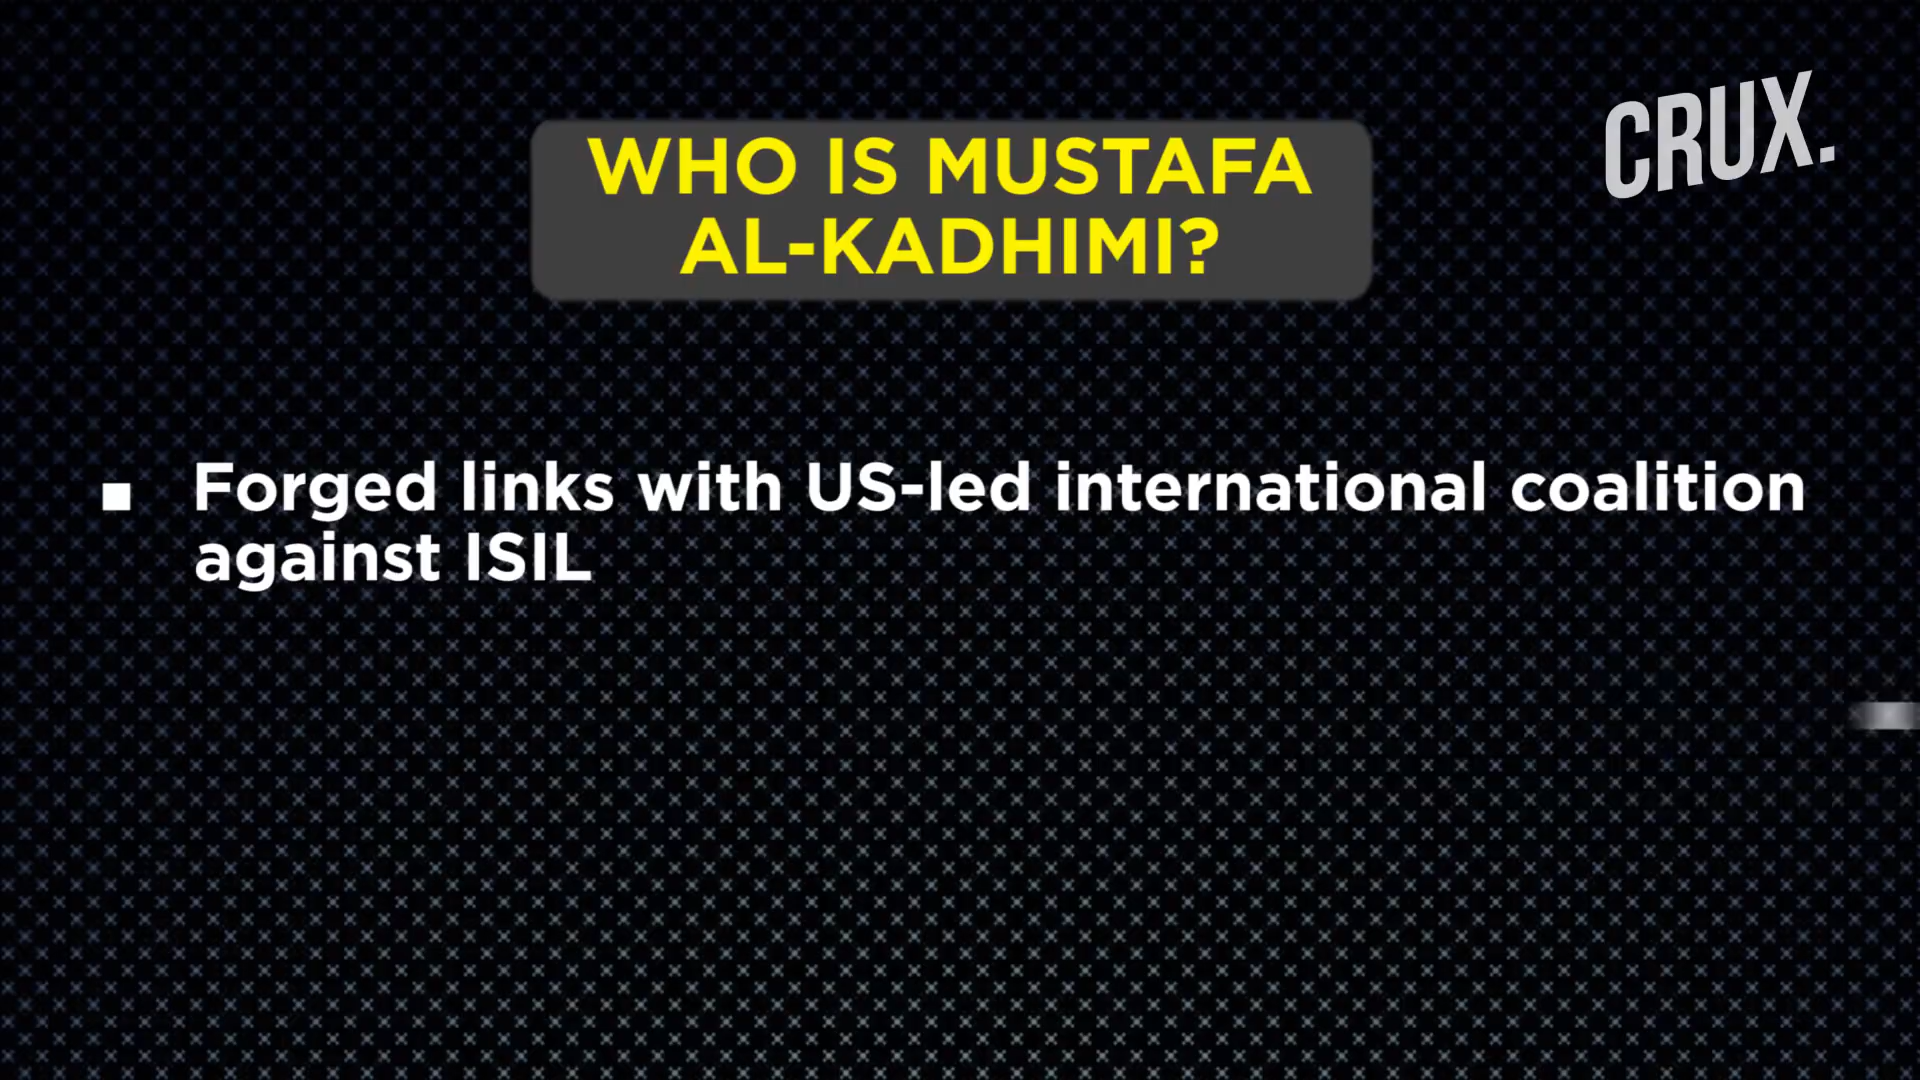 CRUX.
WHO IS MUSTAFA
AL-KADHIMI?
▪ Forged links with US-led international coalition
against ISIL